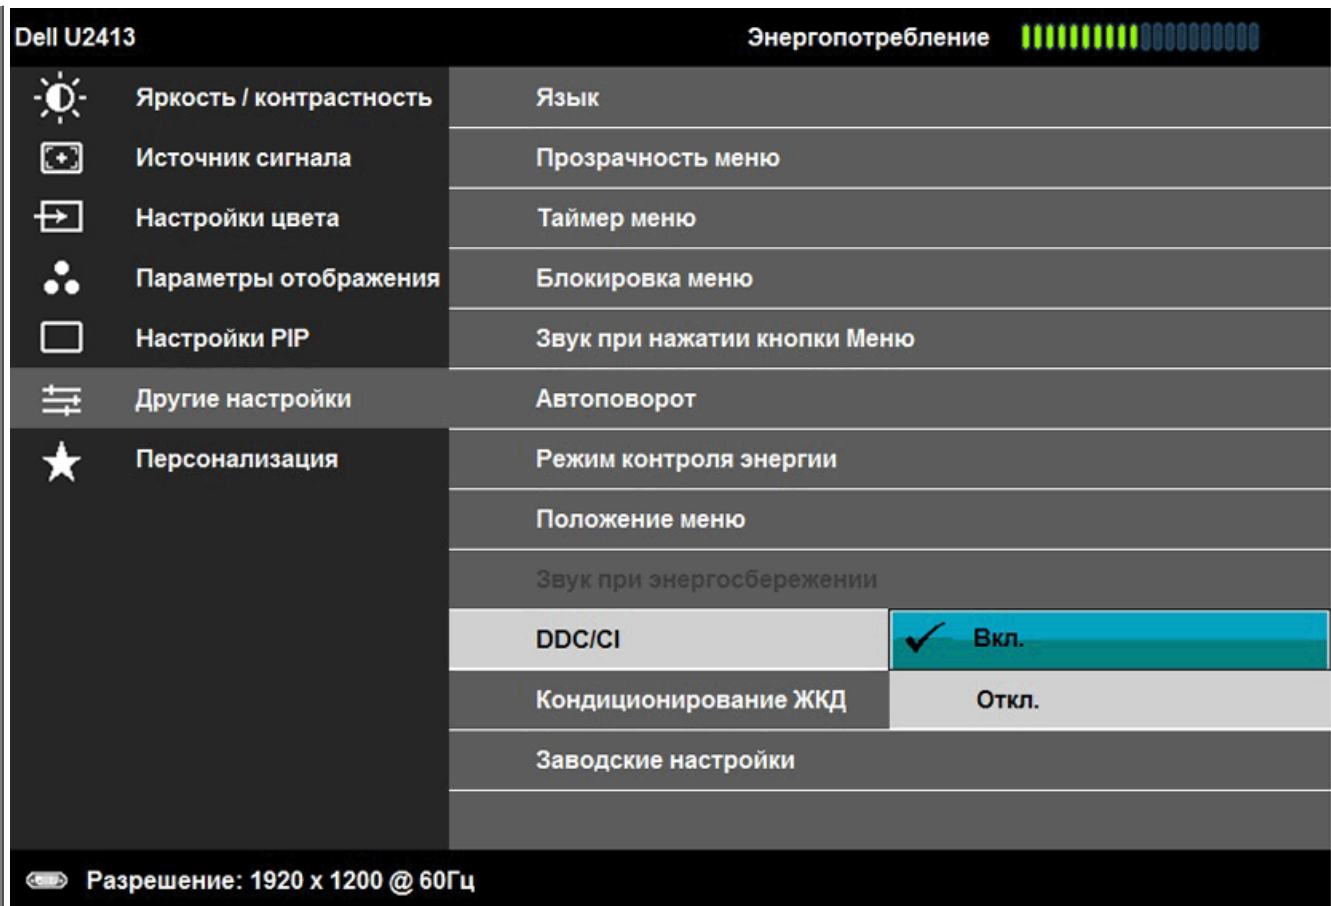 Dell U2413 Энергопотребление
Яркость / контрастность Язык
Источник сигнала Прозрачность меню
Настройки цвета Таймер меню
Параметры отображения Блокировка меню
Настройки PIP Звук при нажатии кнопки Меню
Другие настройки Автоповорот
Персонализация Режим контроля энергии
Положение меню
Звук при энергосбережении
DDC/CI Вкл.
Кондиционирование ЖКД Откл.
Заводские настройки
Разрешение: 1920 x 1200 @ 60Гц